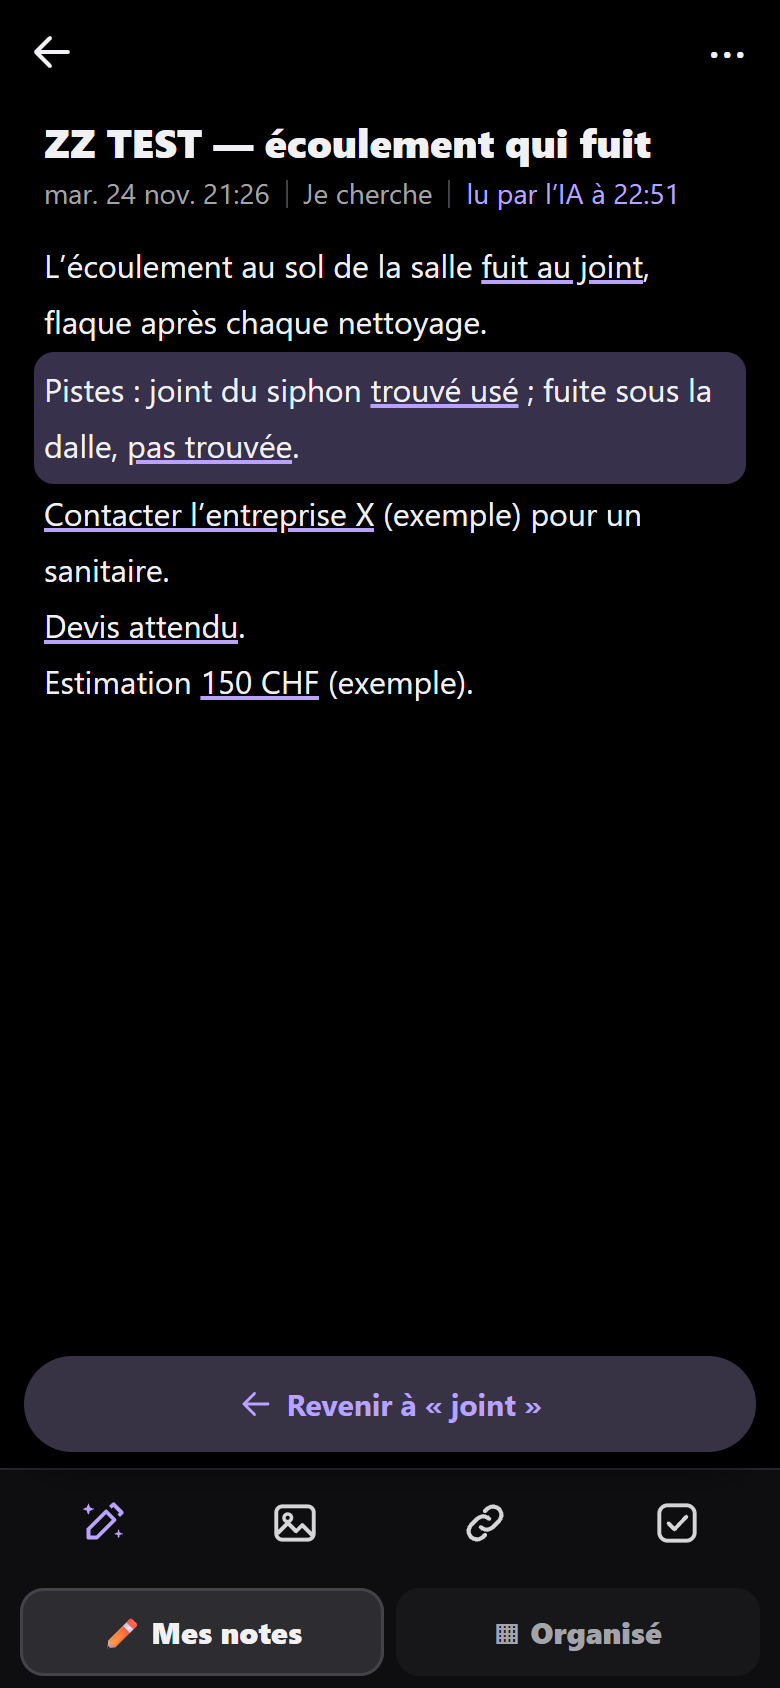 ZZ TEST — écoulement qui fuit
mar. 24 nov. 21:26 | Je cherche | lu par l’IA à 22:51
L’écoulement au sol de la salle fuit au joint,
flaque après chaque nettoyage.
Pistes : joint du siphon trouvé usé ; fuite sous la
dalle, pas trouvée.
Contacter l’entreprise X (exemple) pour un
sanitaire.
Devis attendu.
Estimation 150 CHF (exemple).
← Revenir à « joint »
Mes notes
Organisé